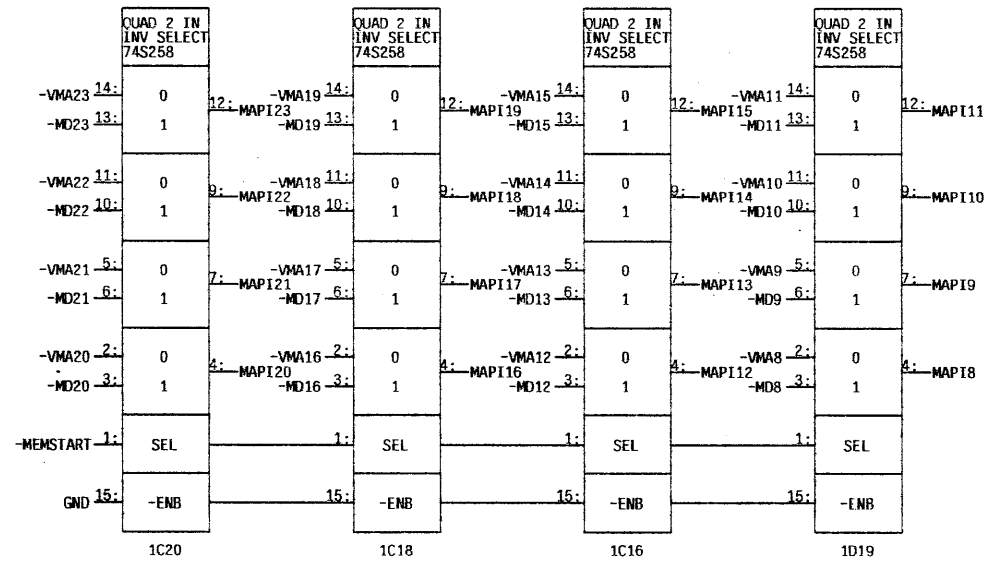 QUAD 2 IN QUAD 2 IN QUAD 2 IN QUAD 2 IN
INV SELECT INV SELECT INV SELECT INV SELECT
74S258 74S258 74S258 74S258
-VMA23 14: 0 -VMA19 14: 0 -VMA15 14: 0 -VMA11 14: 0
12: MAPI23 12: MAPI19 12: MAPI15 12: MAPI11
-MD23 13: 1 -MD19 13: 1 -MD15 13: 1 -MD11 13: 1
-VMA22 11: 0 -VMA18 11: 0 -VMA14 11: 0 -VMA10 11: 0
9: MAPI22 9: MAPI18 9: MAPI14 9: MAPI10
-MD22 10: 1 -MD18 10: 1 -MD14 10: 1 -MD10 10: 1
-VMA21 5: 0 -VMA17 5: 0 -VMA13 5: 0 -VMA9 5: 0
7: MAPI21 7: MAPI17 7: MAPI13 7: MAPI9
-MD21 6: 1 -MD17 6: 1 -MD13 6: 1 -MD9 6: 1
-VMA20 2: 0 -VMA16 2: 0 -VMA12 2: 0 -VMA8 2: 0
4: MAPI20 4: MAPI16 4: MAPI12 4: MAPI8
-MD20 3: 1 -MD16 3: 1 -MD12 3: 1 -MD8 3: 1
-MEMSTART 1: SEL 1: SEL 1: SEL 1: SEL
GND 15: -ENB 15: -ENB 15: -ENB 15: -ENB
1C20 1C18 1C16 1D19